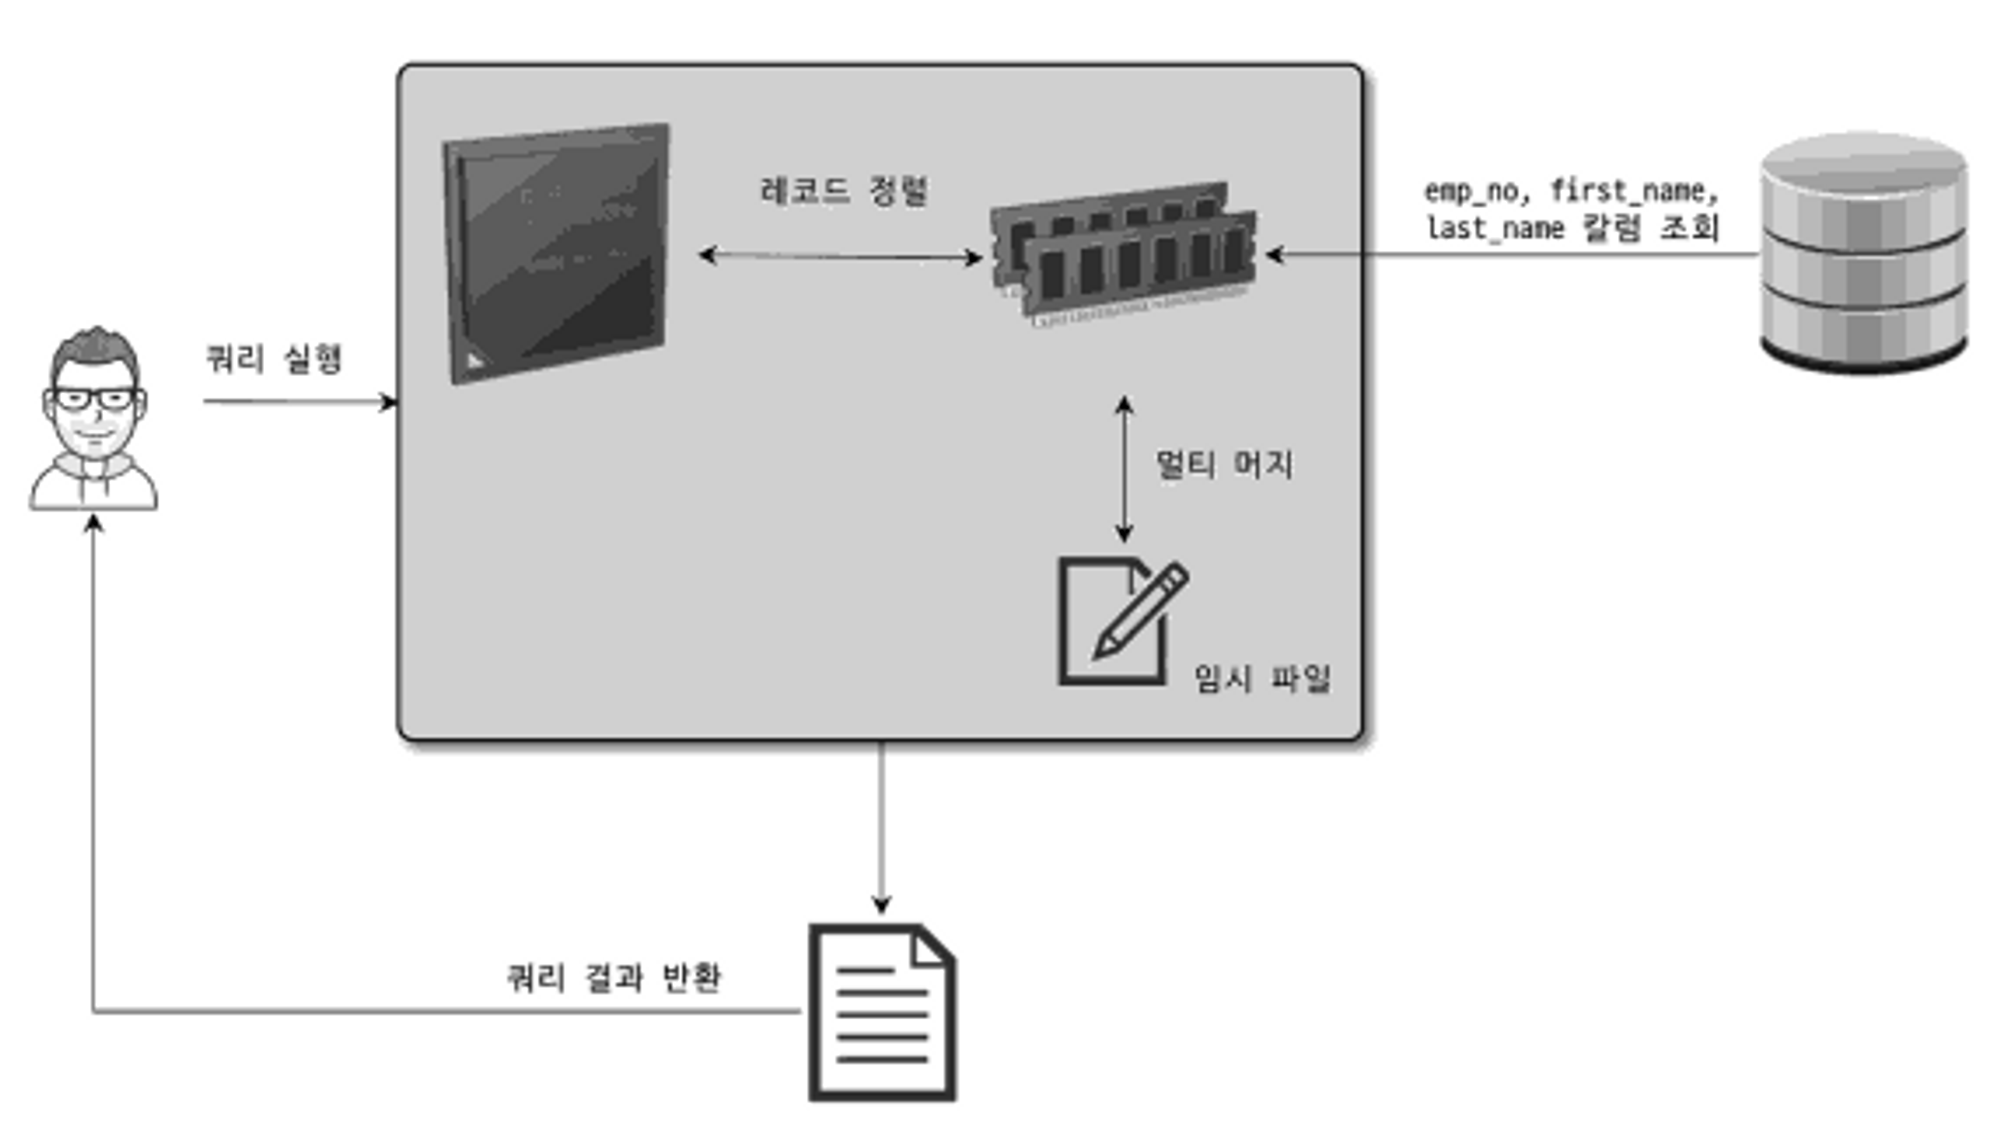 레코드 정렬
emp_no, first_name,
last_name 칼럼 조회
쿼리 실행
멀티 머지
임시 파일
쿼리 결과 반환